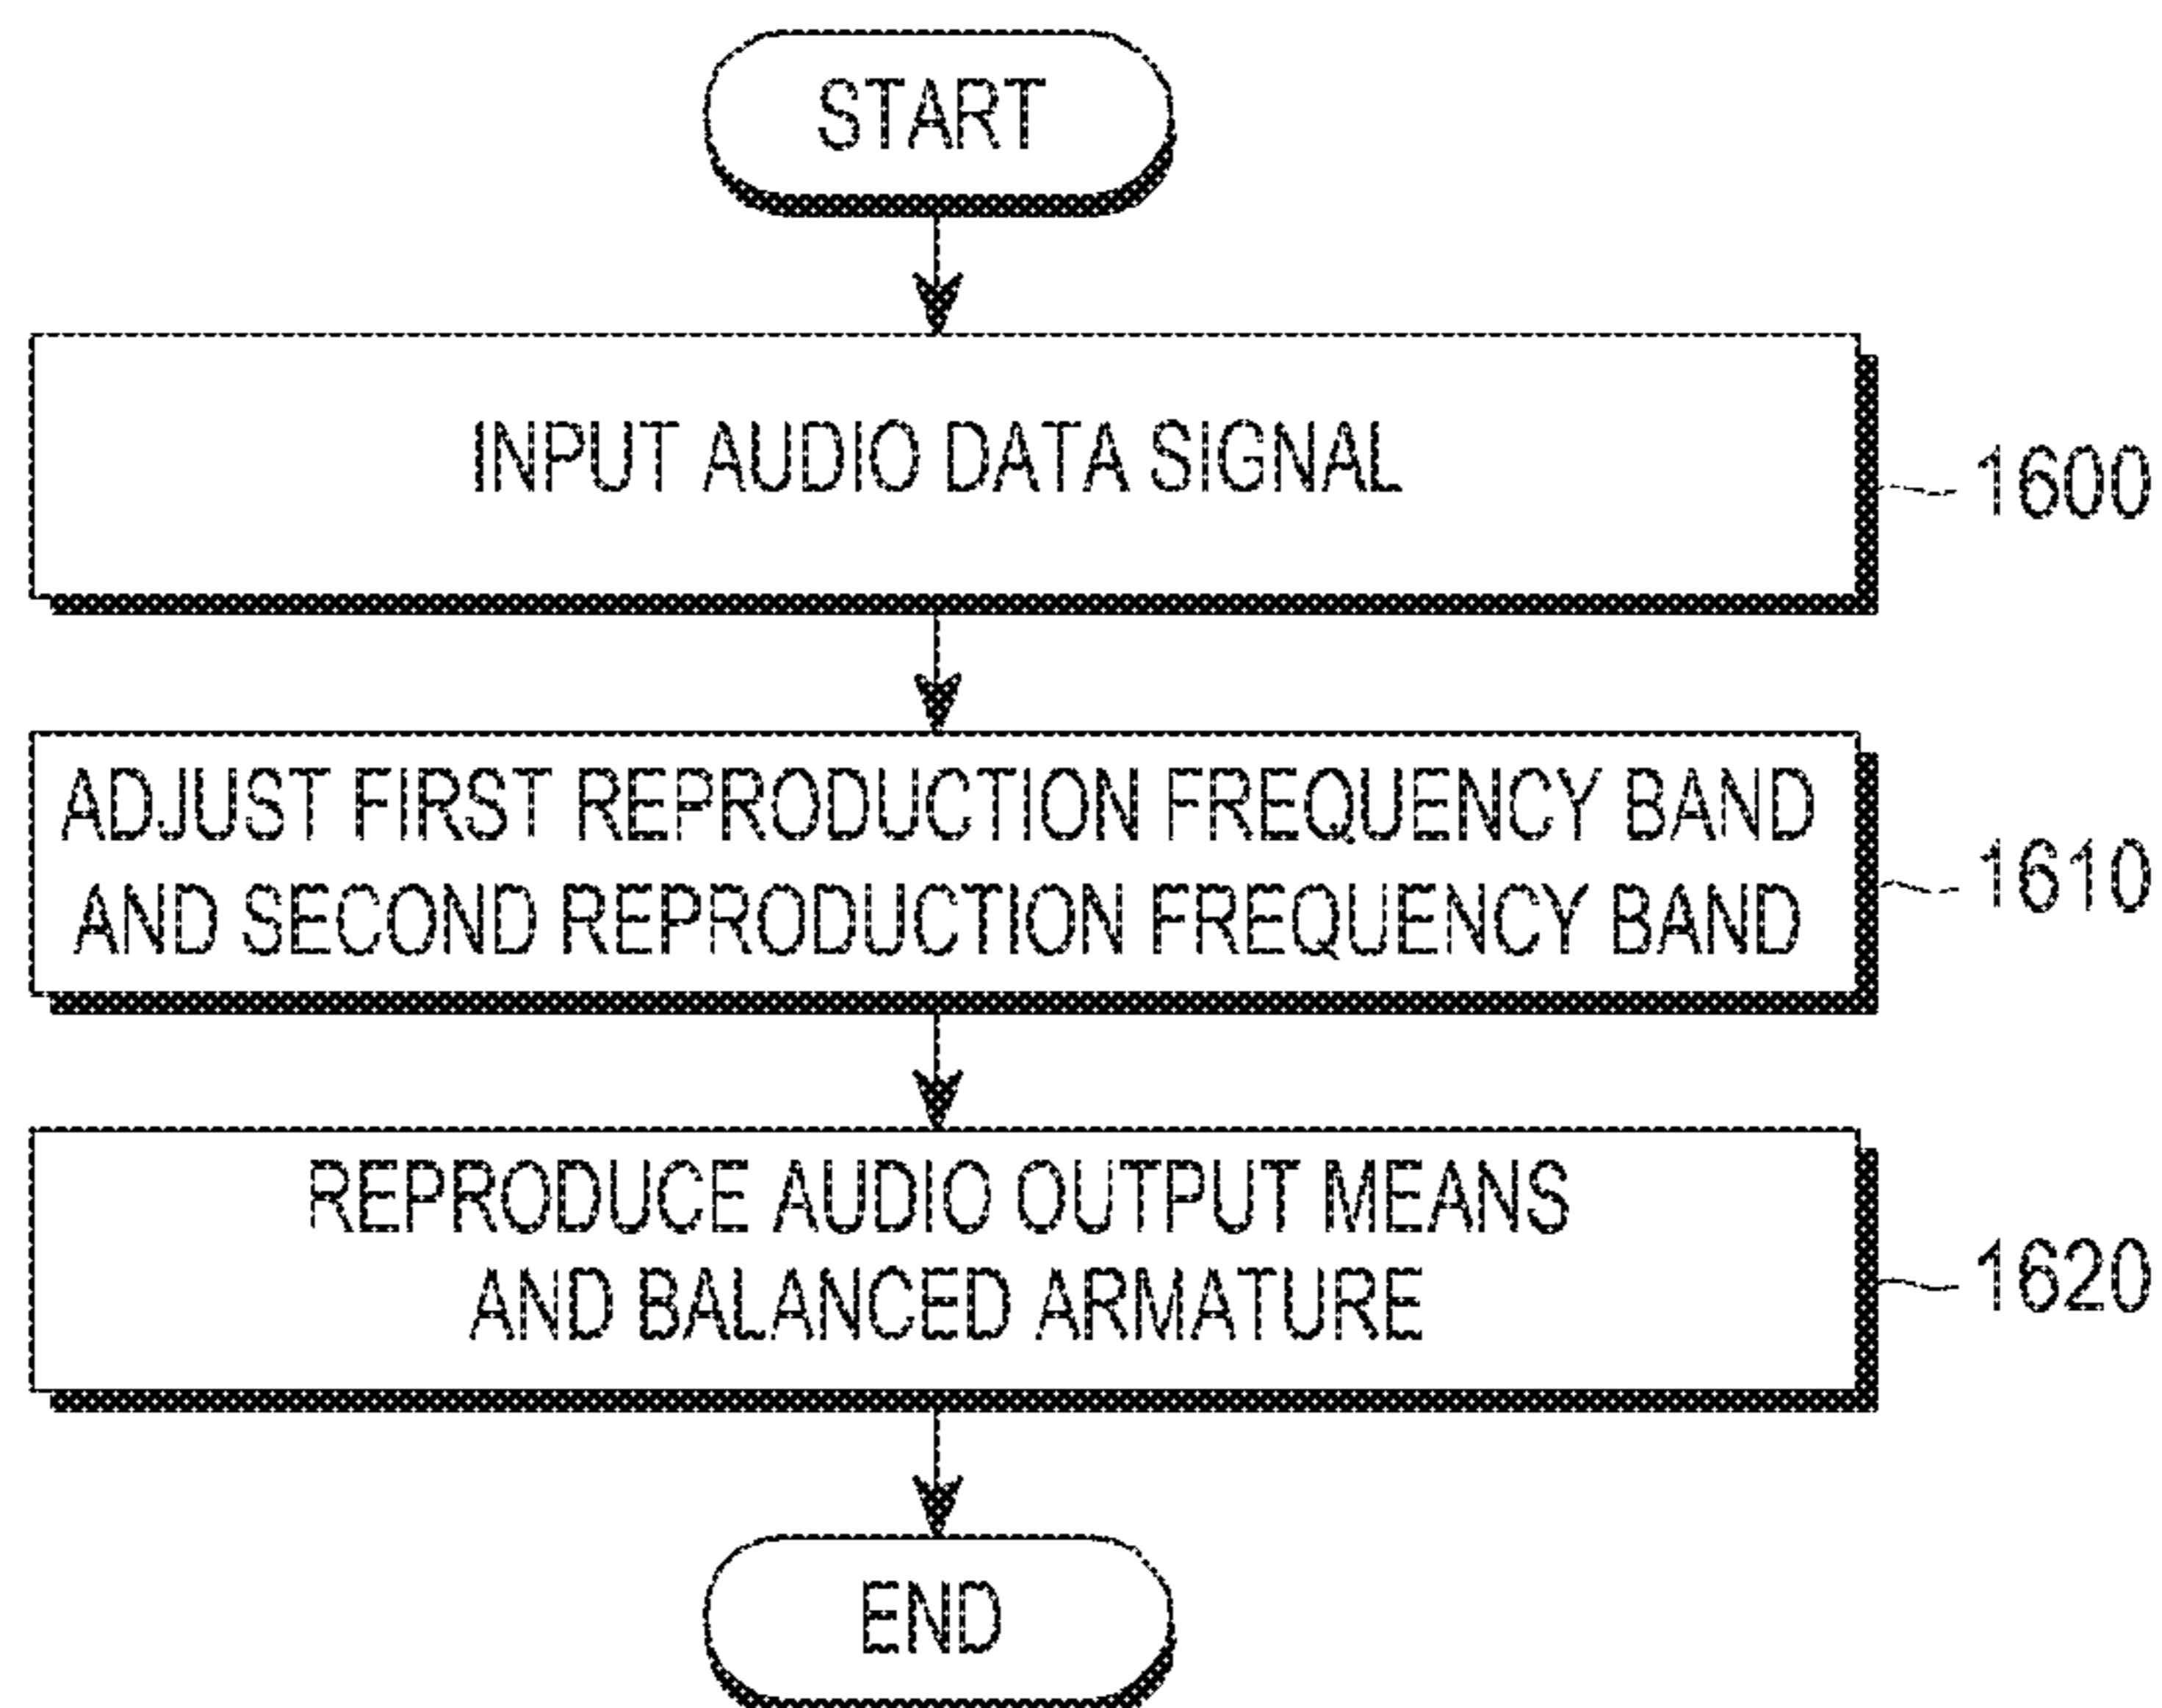 START
INPUT AUDIO DATA SIGNAL
1600
ADJUST FIRST REPRODUCTION FREQUENCY BAND
AND SECOND REPRODUCTION FREQUENCY BAND
1610
REPRODUCE AUDIO OUTPUT MEANS
AND BALANCED ARMATURE
1620
END